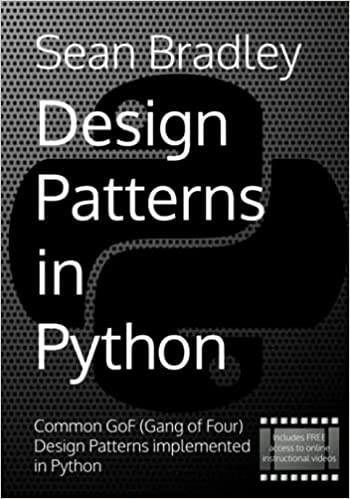 Sean Bradley
Design
Patterns
in
Python
Common GoF (Gang of Four)
Design Patterns implemented
in Python
Includes FREE
access to online
instructional videos